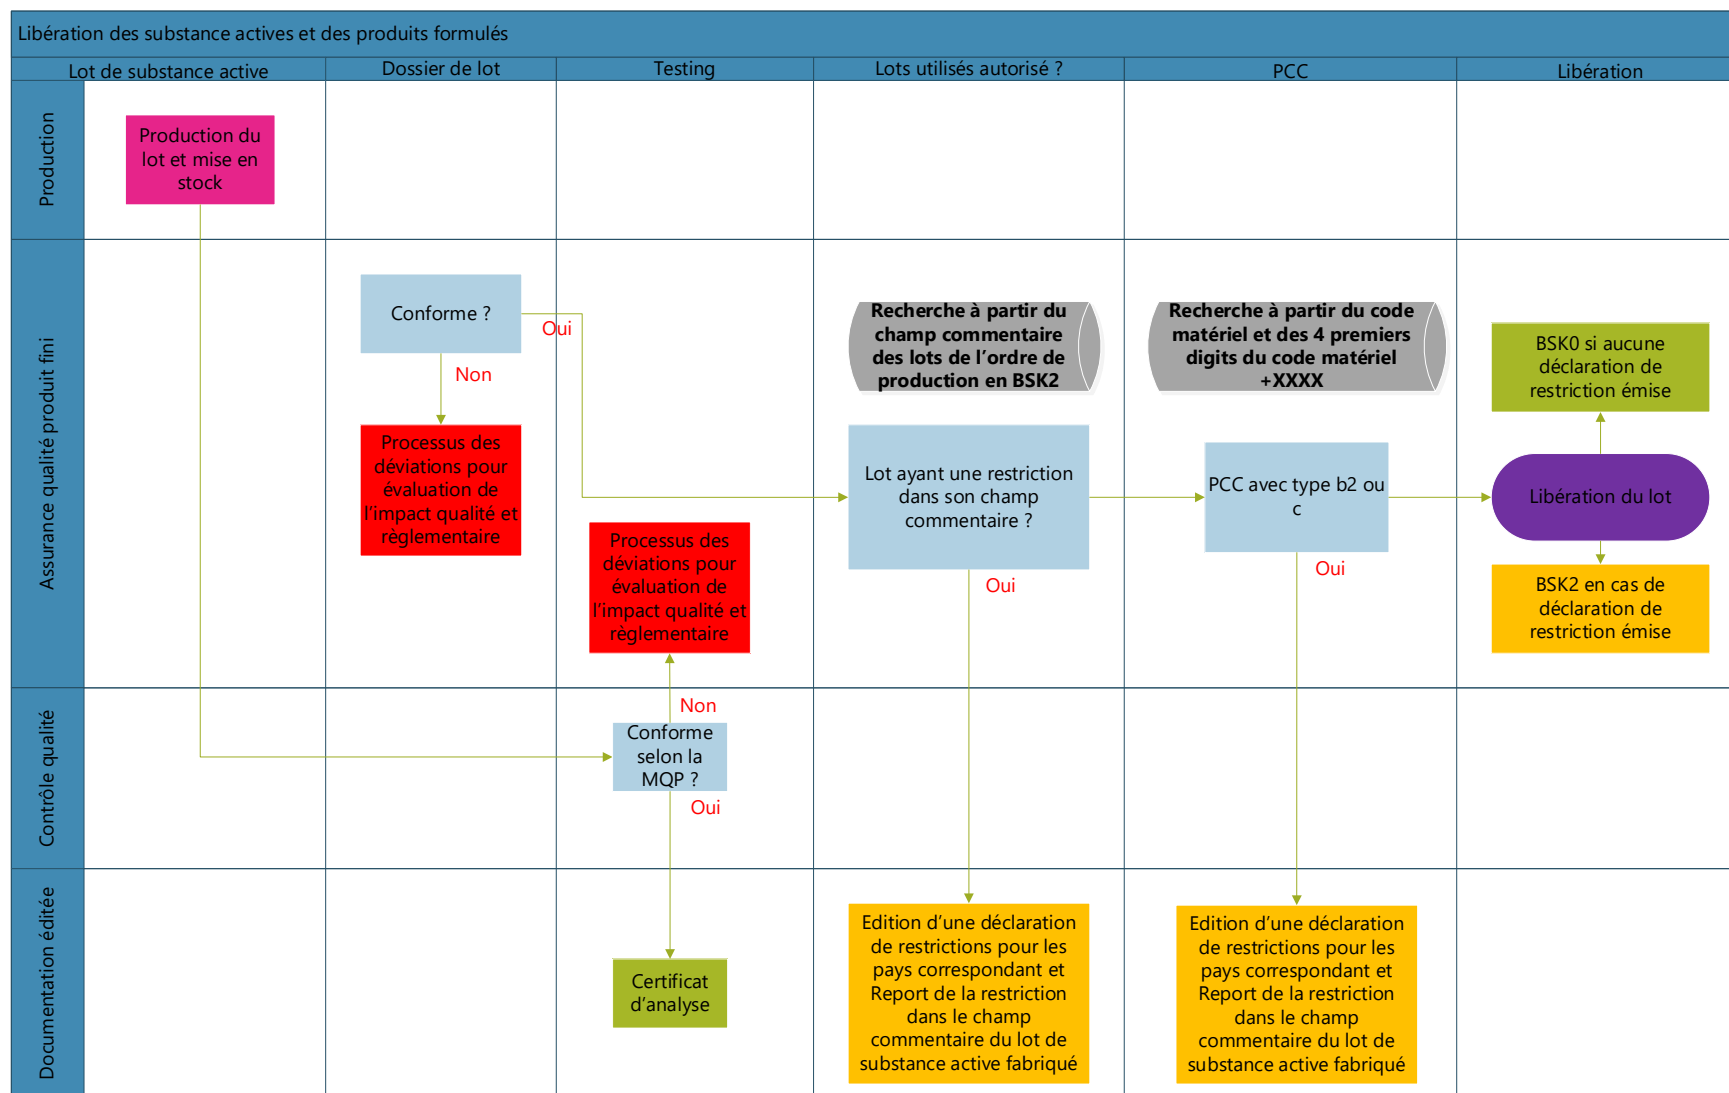 Libération des substance actives et des produits formulés
Lot de substance active
Dossier de lot
Testing
Lots utilisés autorisé ?
PCC
Libération
Production
Production du
lot et mise en
stock
Assurance qualité produit fini
Conforme ?
Oui
Non
Processus des
déviations pour
évaluation de
l'impact qualité et
règlementaire
Processus des
déviations pour
évaluation de
l'impact qualité et
règlementaire
Recherche à partir du
champ commentaire
des lots de l'ordre de
production en BSK2
Lot ayant une restriction
dans son champ
commentaire ?
Oui
Recherche à partir du code
matériel et des 4 premiers
digits du code matériel
+XXXX
PCC avec type b2 ou
c
Oui
BSK0 si aucune
déclaration de
restriction émise
Libération du lot
BSK2 en cas de
déclaration de
restriction émise
Contrôle qualité
Non
Conforme
selon la
MQP ?
Oui
Documentation éditée
Certificat
d'analyse
Edition d'une déclaration
de restrictions pour les
pays correspondant et
Report de la restriction
dans le champ
commentaire du lot de
substance active fabriqué
Edition d'une déclaration
de restrictions pour les
pays correspondant et
Report de la restriction
dans le champ
commentaire du lot de
substance active fabriqué